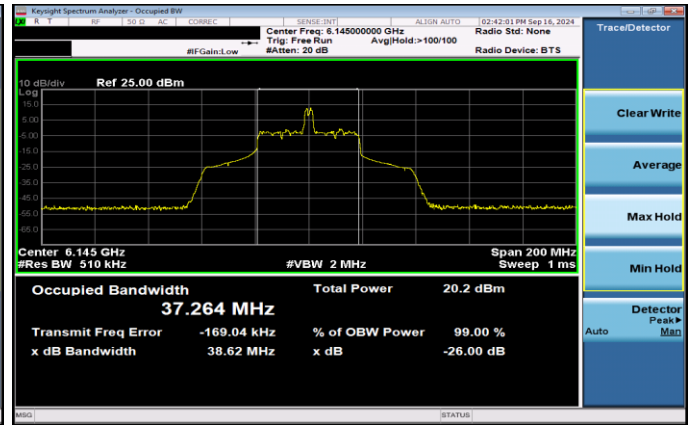 Keysight Spectrum Analyzer - Occupied BW
R T RF 50 Ω AC CORREC SENSE:INT ALIGN AUTO 02:42:01 PM Sep 16, 2024
Center Freq: 6.145000000 GHz Radio Std: None
Trig: Free Run Avg|Hold:>100/100
#IFGain:Low #Atten: 20 dB Radio Device: BTS
Trace/Detector
10 dB/div Ref 25.00 dBm
Log
15.0
5.00
-5.00
-15.0
-25.0
-35.0
-45.0
-55.0
-65.0
Center 6.145 GHz Span 200 MHz
#Res BW 510 kHz #VBW 2 MHz Sweep 1 ms
Occupied Bandwidth Total Power 20.2 dBm
37.264 MHz
Transmit Freq Error -169.04 kHz % of OBW Power 99.00 %
x dB Bandwidth 38.62 MHz x dB -26.00 dB
Clear Write
Average
Max Hold
Min Hold
Detector
Peak▶
Auto Man
MSG STATUS